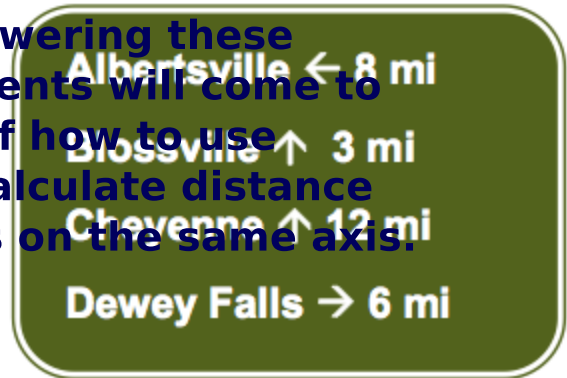 wering these
Albertsville ← 8 mi
ents will come to
f how to use
Blossville ↑ 3 mi
alculate distance
Cheyenne ↑ 12 mi
s on the same axis.
Dewey Falls → 6 mi